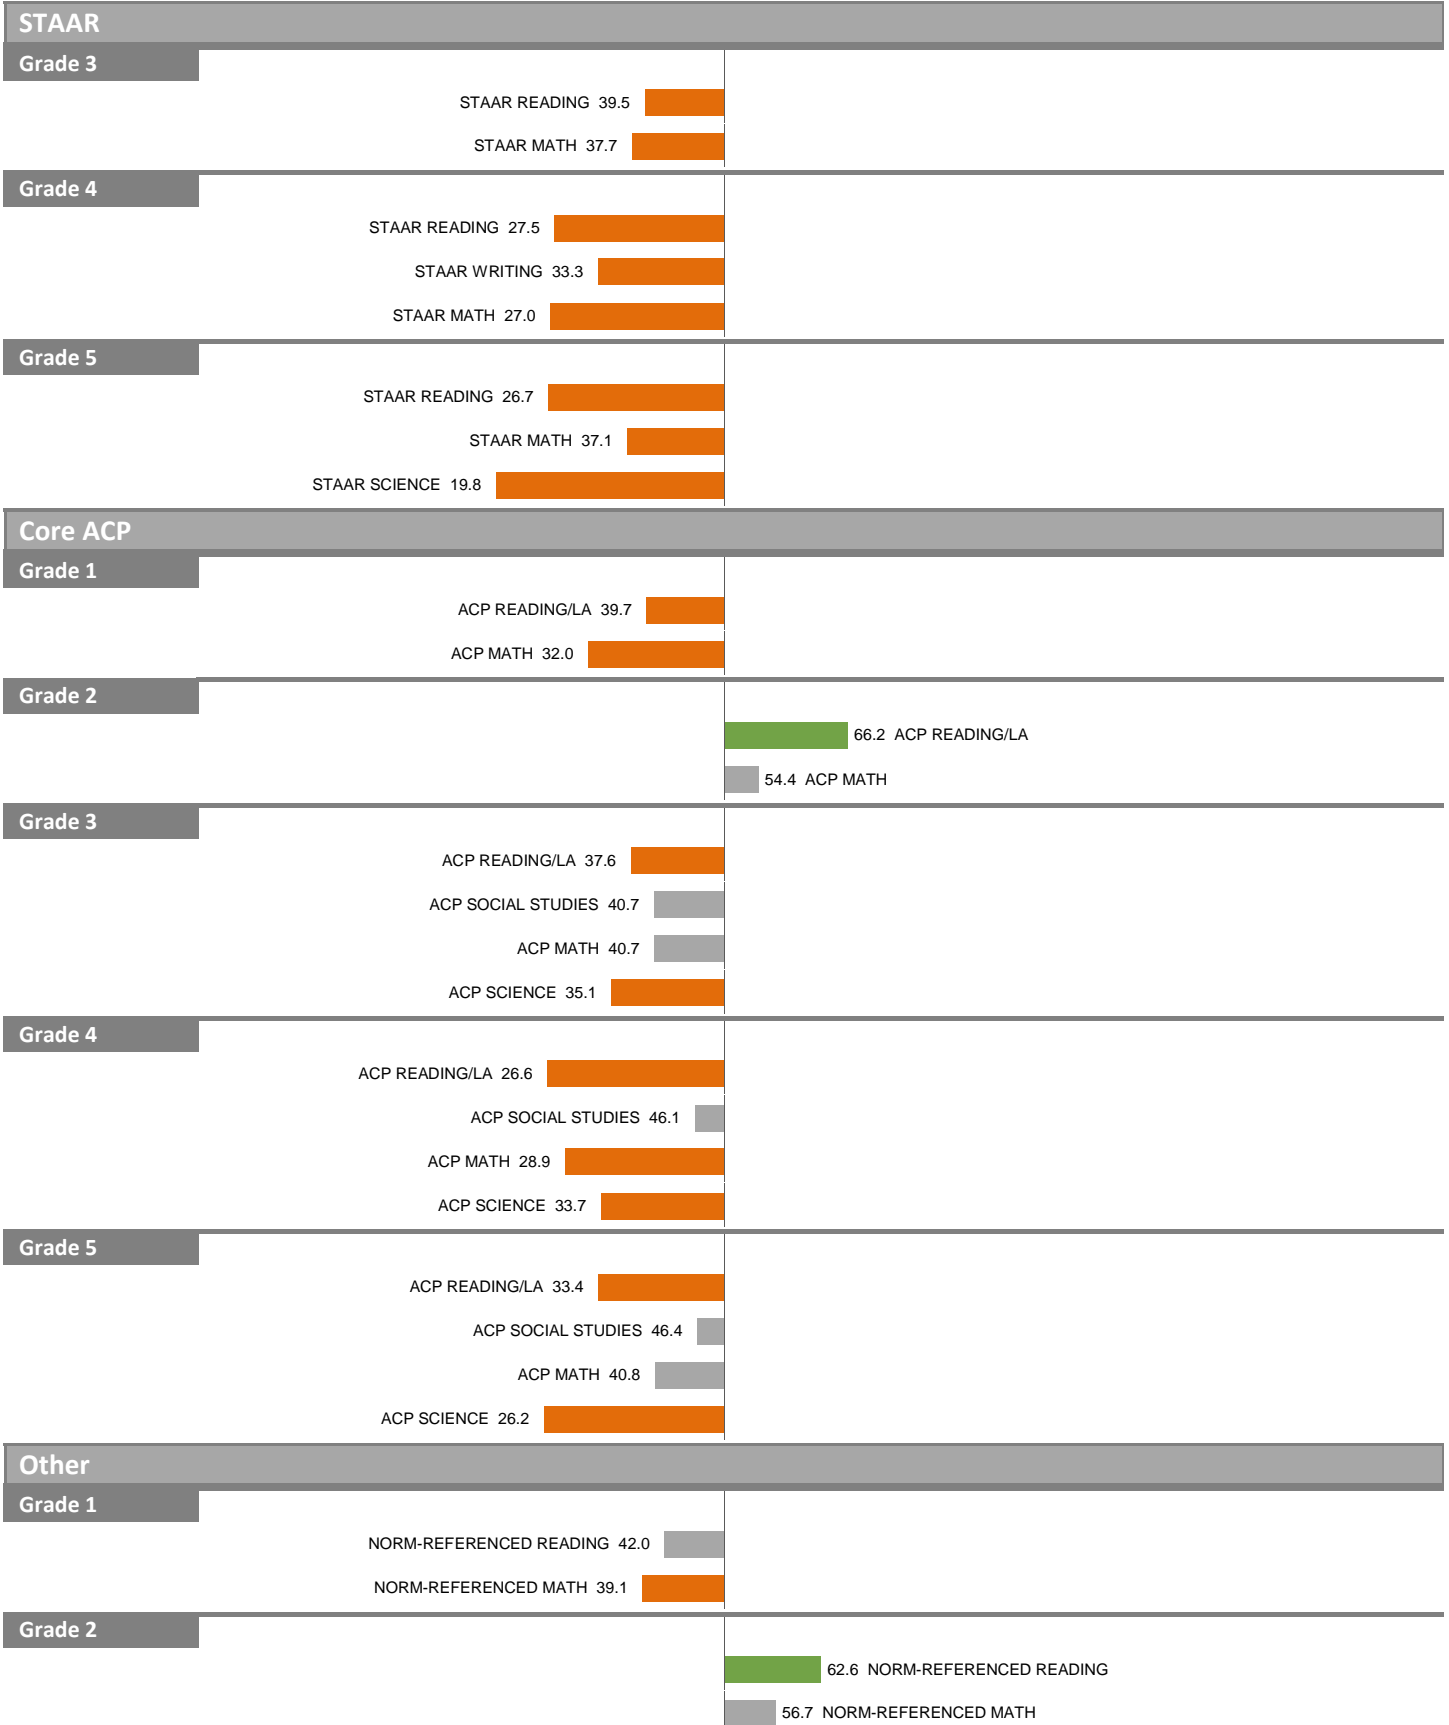 STAAR
Grade 3
STAAR READING 39.5
STAAR MATH 37.7
Grade 4
STAAR READING 27.5
STAAR WRITING 33.3
STAAR MATH 27.0
Grade 5
STAAR READING 26.7
STAAR MATH 37.1
STAAR SCIENCE 19.8
Core ACP
Grade 1
ACP READING/LA 39.7
ACP MATH 32.0
Grade 2
66.2 ACP READING/LA
54.4 ACP MATH
Grade 3
ACP READING/LA 37.6
ACP SOCIAL STUDIES 40.7
ACP MATH 40.7
ACP SCIENCE 35.1
Grade 4
ACP READING/LA 26.6
ACP SOCIAL STUDIES 46.1
ACP MATH 28.9
ACP SCIENCE 33.7
Grade 5
ACP READING/LA 33.4
ACP SOCIAL STUDIES 46.4
ACP MATH 40.8
ACP SCIENCE 26.2
Other
Grade 1
NORM-REFERENCED READING 42.0
NORM-REFERENCED MATH 39.1
Grade 2
62.6 NORM-REFERENCED READING
56.7 NORM-REFERENCED MATH